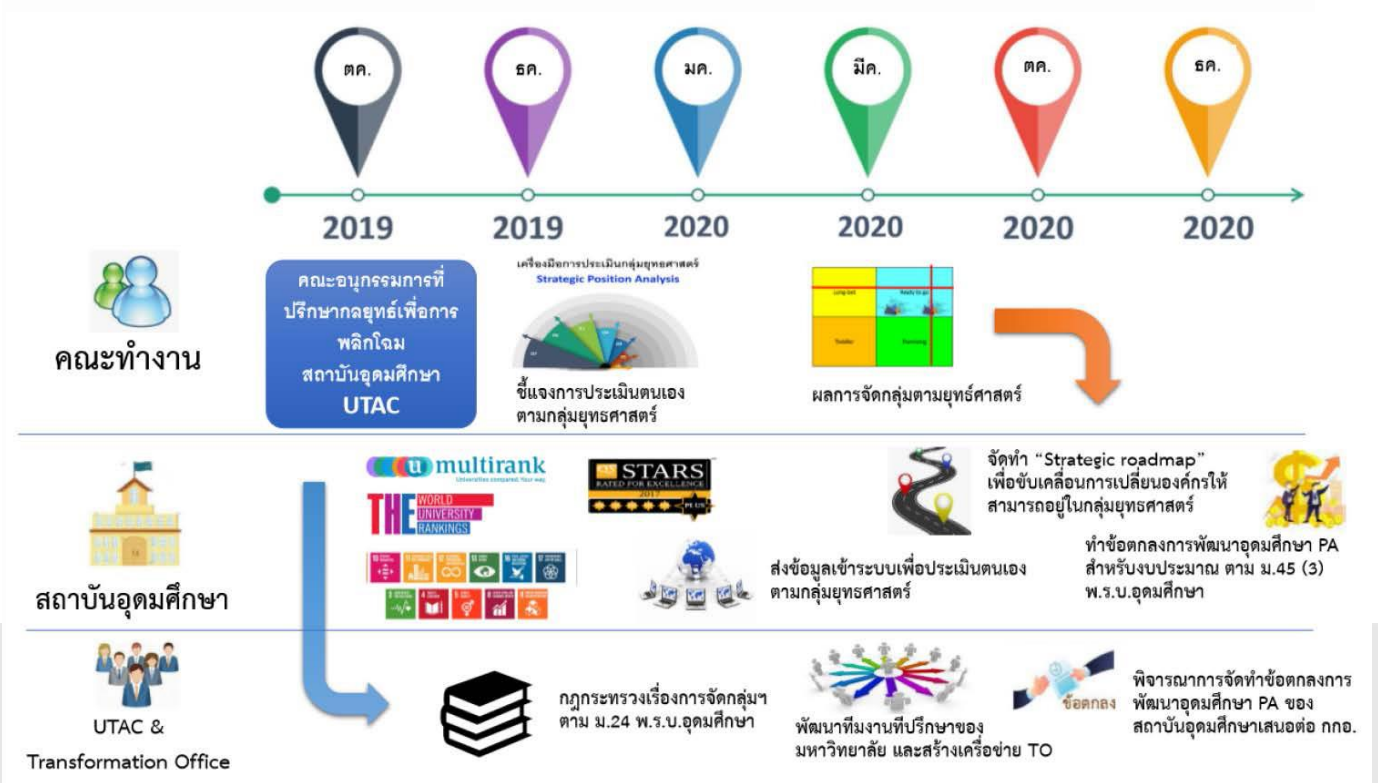 ตค.
ธค.
มค.
มีค.
ตค.
ธค.
2019
2019
2020
2020
2020
2020
คณะทำงาน
คณะอนุกรรมการที่
ปรึกษากลยุทธ์เพื่อการ
พลิกโฉม
สถาบันอุดมศึกษา
UTAC
เครื่องมือการประเมินกลุ่มยุทธศาสตร์
Strategic Position Analysis
ชี้แจงการประเมินตนเอง
ตามกลุ่มยุทธศาสตร์
Ready to go
Toddler
ผลการจัดกลุ่มตามยุทธ์ศาสตร์
สถาบันอุดมศึกษา
u multirank
Universities compared. Your way.
THE WORLD
UNIVERSITY
RANKINGS
STARS
RATED FOR EXCELLENCE
2017
PLUS
ส่งข้อมูลเข้าระบบเพื่อประเมินตนเอง
ตามกลุ่มยุทธศาสตร์
จัดทำ “Strategic roadmap”
เพื่อขับเคลื่อนการเปลี่ยนองค์กรให้
สามารถอยู่ในกลุ่มยุทธศาสตร์
ทำข้อตกลงการพัฒนาอุดมศึกษา PA
สำหรับงบประมาณ ตาม ม.45 (3)
พ.ร.บ.อุดมศึกษา
UTAC &
Transformation Office
กฎกระทรวงเรื่องการจัดกลุ่มฯ
ตาม ม.24 พ.ร.บ.อุดมศึกษา
พัฒนาทีมงานที่ปรึกษาของ
มหาวิทยาลัย และสร้างเครือข่าย TO
ข้อตกลง
พิจารณาการจัดทำข้อตกลงการ
พัฒนาอุดมศึกษา PA ของ
สถาบันอุดมศึกษาเสนอต่อ กกอ.